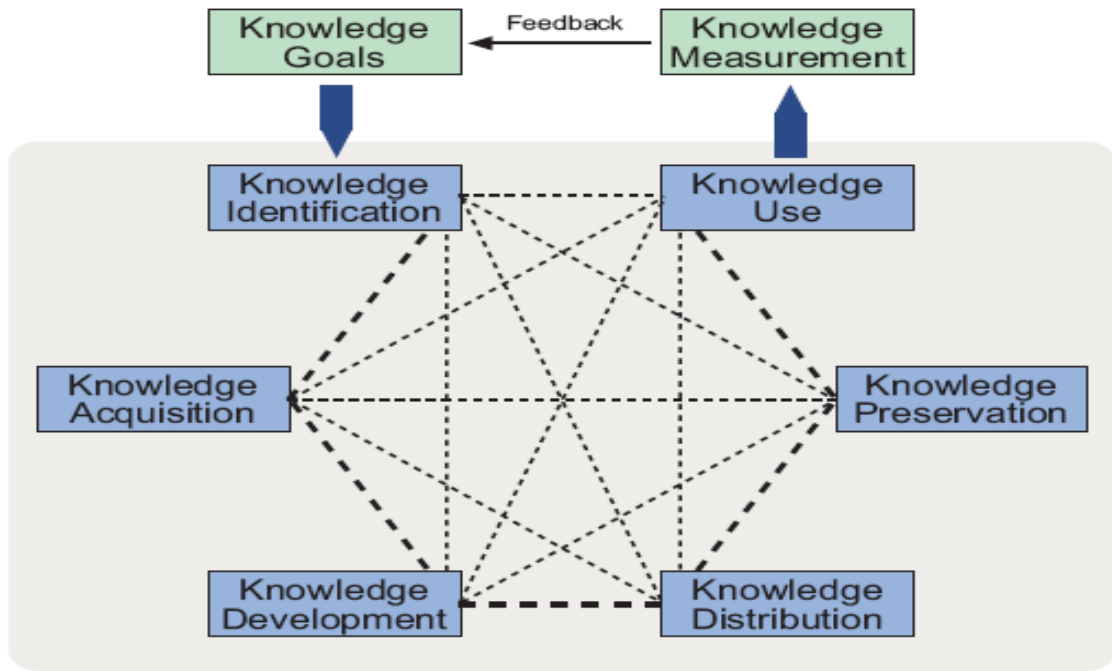 Knowledge
Goals
Feedback
Knowledge
Measurement
Knowledge
Identification
Knowledge
Use
Knowledge
Acquisition
Knowledge
Preservation
Knowledge
Development
Knowledge
Distribution